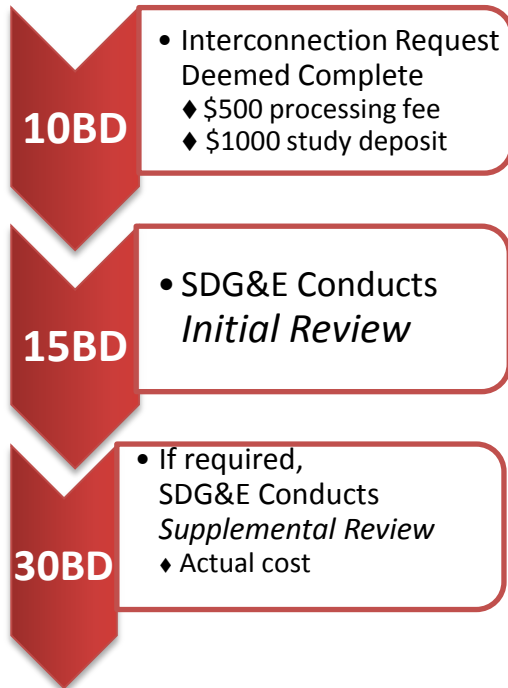 10BD
• Interconnection Request
Deemed Complete
♦ $500 processing fee
♦ $1000 study deposit
15BD
• SDG&E Conducts
Initial Review
30BD
• If required,
SDG&E Conducts
Supplemental Review
♦ Actual cost